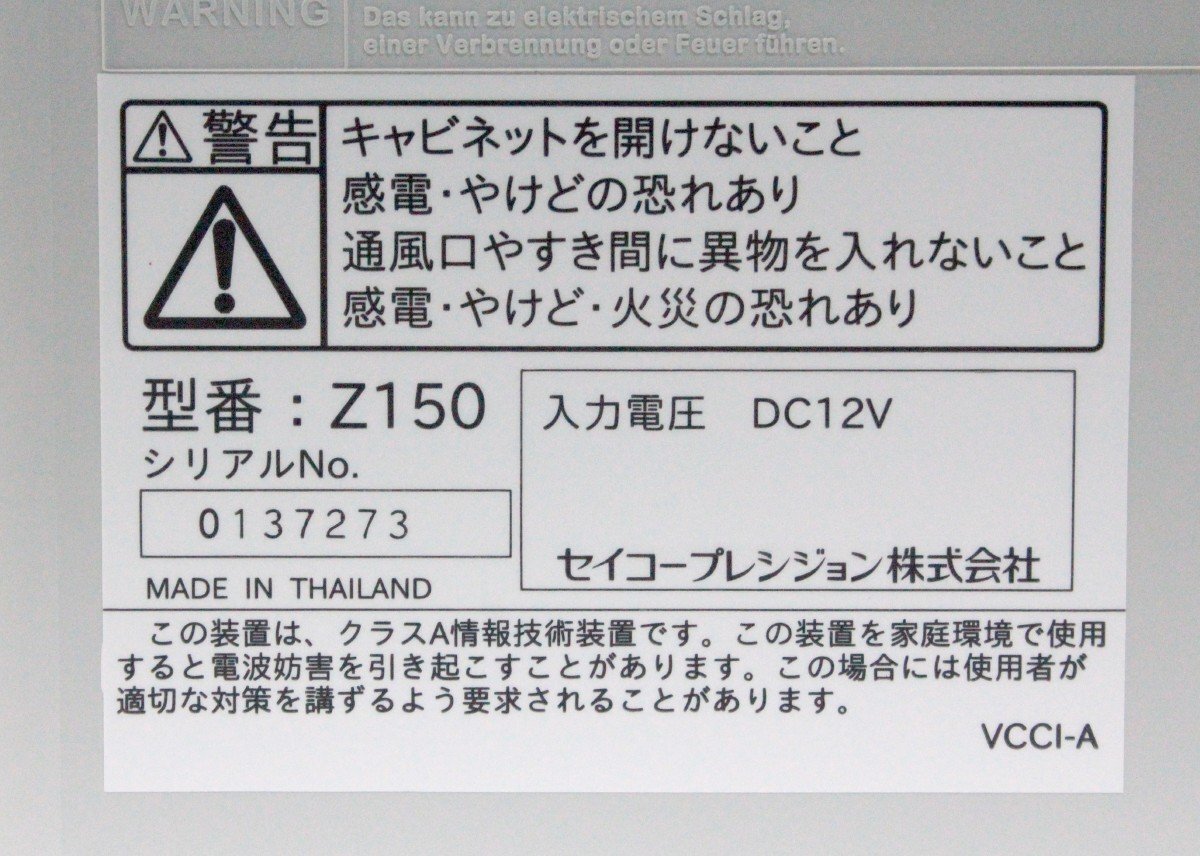 WARNING
Das kann zu elektrischem Schlag,
einer Verbrennung oder Feuer führen.
警告
キャビネットを開けないこと
感電・やけどの恐れあり
通風口やすき間に異物を入れないこと
感電・やけど・火災の恐れあり
型番:Z150
シリアルNo.
0137273
MADE IN THAILAND
入力電圧 DC12V
セイコープレシジョン株式会社
この装置は、クラスA情報技術装置です。この装置を家庭環境で使用
すると電波妨害を引き起こすことがあります。この場合には使用者が
適切な対策を講ずるよう要求されることがあります。
VCCI-A